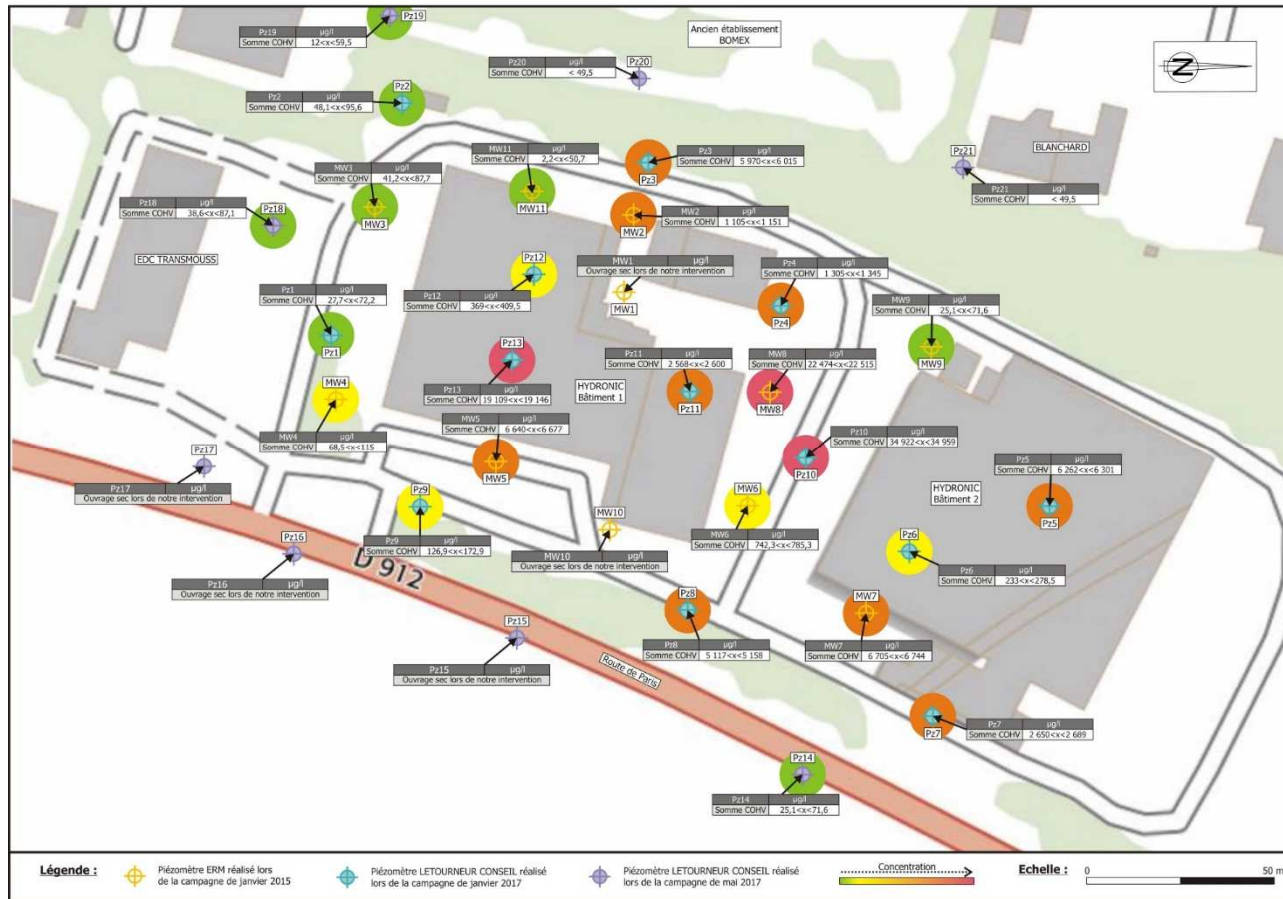 Pz19
Pz19 µg/l
Somme COHV 12<x<59,5
Ancien établissement
BOMEX
N
Pz20
Pz20 µg/l
Somme COHV < 49,5
Pz2
Pz2 µg/l
Somme COHV 48,1<x<95,6
MW11 µg/l
Somme COHV 2,2<x<50,7
MW11
Pz3
Pz3 µg/l
Somme COHV 5 970<x<6 015
Pz21
BLANCHARD
Pz21 µg/l
Somme COHV < 49,5
MW3 µg/l
Somme COHV 41,2<x<87,7
MW3
Pz18 µg/l
Somme COHV 38,6<x<87,1
Pz18
MW2
MW2 µg/l
Somme COHV 1 105<x<1 151
EDC TRANSMOUSS
Pz12
Pz12 µg/l
Somme COHV 369<x<409,5
MW1 µg/l
Ouvrage sec lors de notre intervention
MW1
Pz4 µg/l
Somme COHV 1 305<x<1 345
Pz4
Pz1 µg/l
Somme COHV 27,7<x<72,2
Pz1
MW9 µg/l
Somme COHV 25,1<x<71,6
MW9
Pz13
Pz13 µg/l
Somme COHV 19 109<x<19 146
Pz11 µg/l
Somme COHV 2 568<x<2 600
Pz11
MW8 µg/l
Somme COHV 22 474<x<22 515
MW8
HYDRONIC
Bâtiment 1
MW4
MW4 µg/l
Somme COHV 68,5<x<115
MW5 µg/l
Somme COHV 6 640<x<6 677
MW5
Pz10 µg/l
Somme COHV 34 922<x<34 959
Pz10
Pz17
Pz17 µg/l
Ouvrage sec lors de notre intervention
Pz5 µg/l
Somme COHV 6 262<x<6 301
Pz5
HYDRONIC
Bâtiment 2
Pz9
Pz9 µg/l
Somme COHV 126,9<x<172,9
MW6
MW6 µg/l
Somme COHV 742,3<x<785,3
MW10
MW10 µg/l
Ouvrage sec lors de notre intervention
Pz6
Pz6 µg/l
Somme COHV 233<x<278,5
Pz16
Pz16 µg/l
Ouvrage sec lors de notre intervention
D 912
Pz8
Pz8 µg/l
Somme COHV 5 117<x<5 158
MW7
MW7 µg/l
Somme COHV 6 705<x<6 744
Pz15
Pz15 µg/l
Ouvrage sec lors de notre intervention
Route de Paris
Pz7
Pz7 µg/l
Somme COHV 2 650<x<2 689
Pz14
Pz14 µg/l
Somme COHV 25,1<x<71,6
Légende :
Piézomètre ERM réalisé lors
de la campagne de janvier 2015
Piézomètre LETOURNEUR CONSEIL réalisé
lors de la campagne de janvier 2017
Piézomètre LETOURNEUR CONSEIL réalisé
lors de la campagne de mai 2017
Concentration
Echelle : 0 50 m